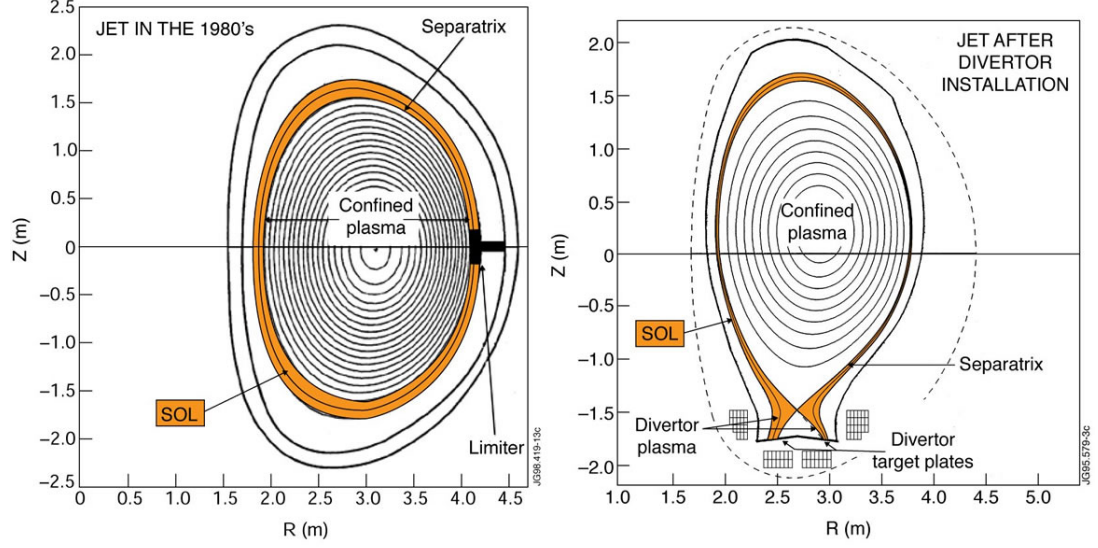 JET IN THE 1980's
Separatrix
Confined
plasma
SOL
Limiter
Z (m)
2.5
2.0
1.5
1.0
0.5
0
−0.5
−1.0
−1.5
−2.0
−2.5
0
0.5
1.0
1.5
2.0
2.5
3.0
3.5
4.0
4.5
R (m)
JG98.419-13c
JET AFTER
DIVERTOR
INSTALLATION
Confined
plasma
SOL
Separatrix
Divertor
plasma
Divertor
target plates
Z (m)
2.0
1.5
1.0
0.5
0
−0.5
−1.0
−1.5
−2.0
1.0
1.5
2.0
2.5
3.0
3.5
4.0
4.5
5.0
R (m)
JG95.579-3c